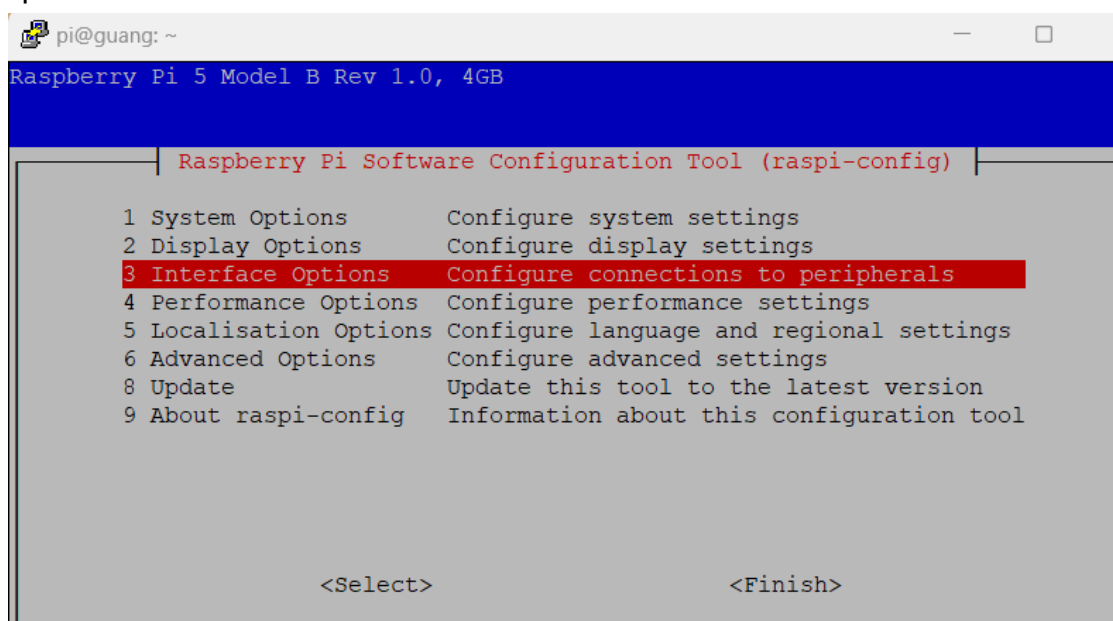 pi@guang: ~
Raspberry Pi 5 Model B Rev 1.0, 4GB
Raspberry Pi Software Configuration Tool (raspi-config)
1 System Options Configure system settings
2 Display Options Configure display settings
3 Interface Options Configure connections to peripherals
4 Performance Options Configure performance settings
5 Localisation Options Configure language and regional settings
6 Advanced Options Configure advanced settings
8 Update Update this tool to the latest version
9 About raspi-config Information about this configuration tool
<Select> <Finish>